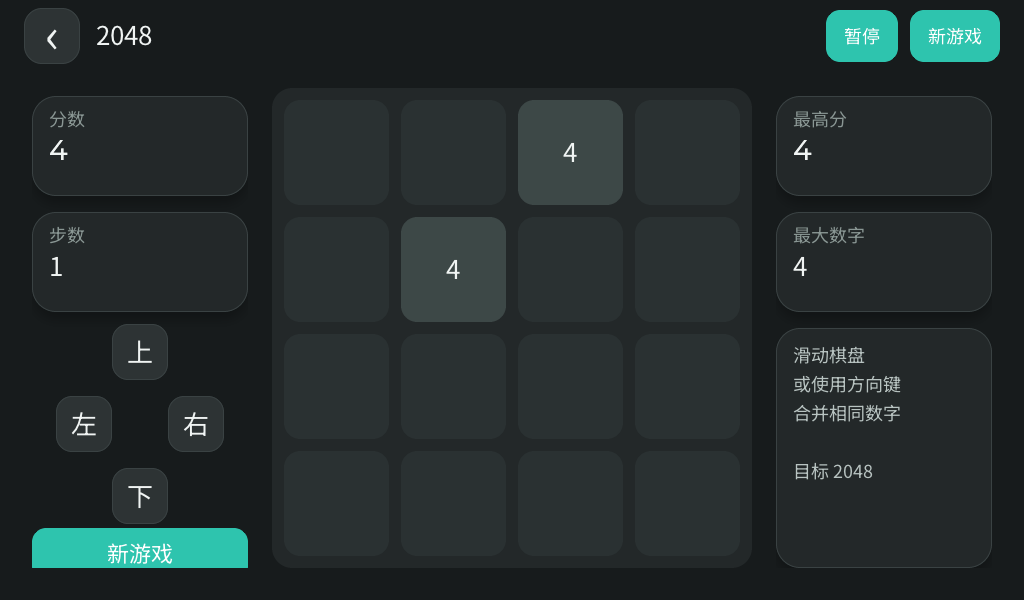 ‹
2048
暂停
新游戏
分数
4
步数
1
上
左
右
下
新游戏
4
4
最高分
4
最大数字
4
滑动棋盘
或使用方向键
合并相同数字
目标 2048